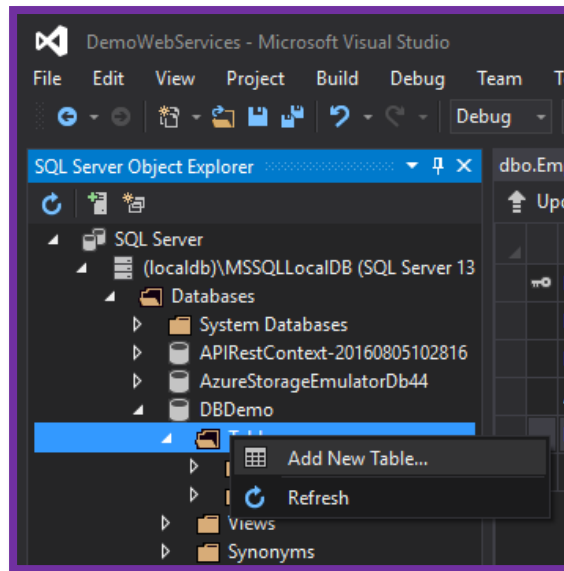 DemoWebServices - Microsoft Visual Studio
File Edit View Project Build Debug Team
Debug
SQL Server Object Explorer
dbo.Em
SQL Server
(localdb)\MSSQLLocalDB (SQL Server 13
Databases
System Databases
APIRestContext-20160805102816
AzureStorageEmulatorDb44
DBDemo
Add New Table...
Refresh
Views
Synonyms